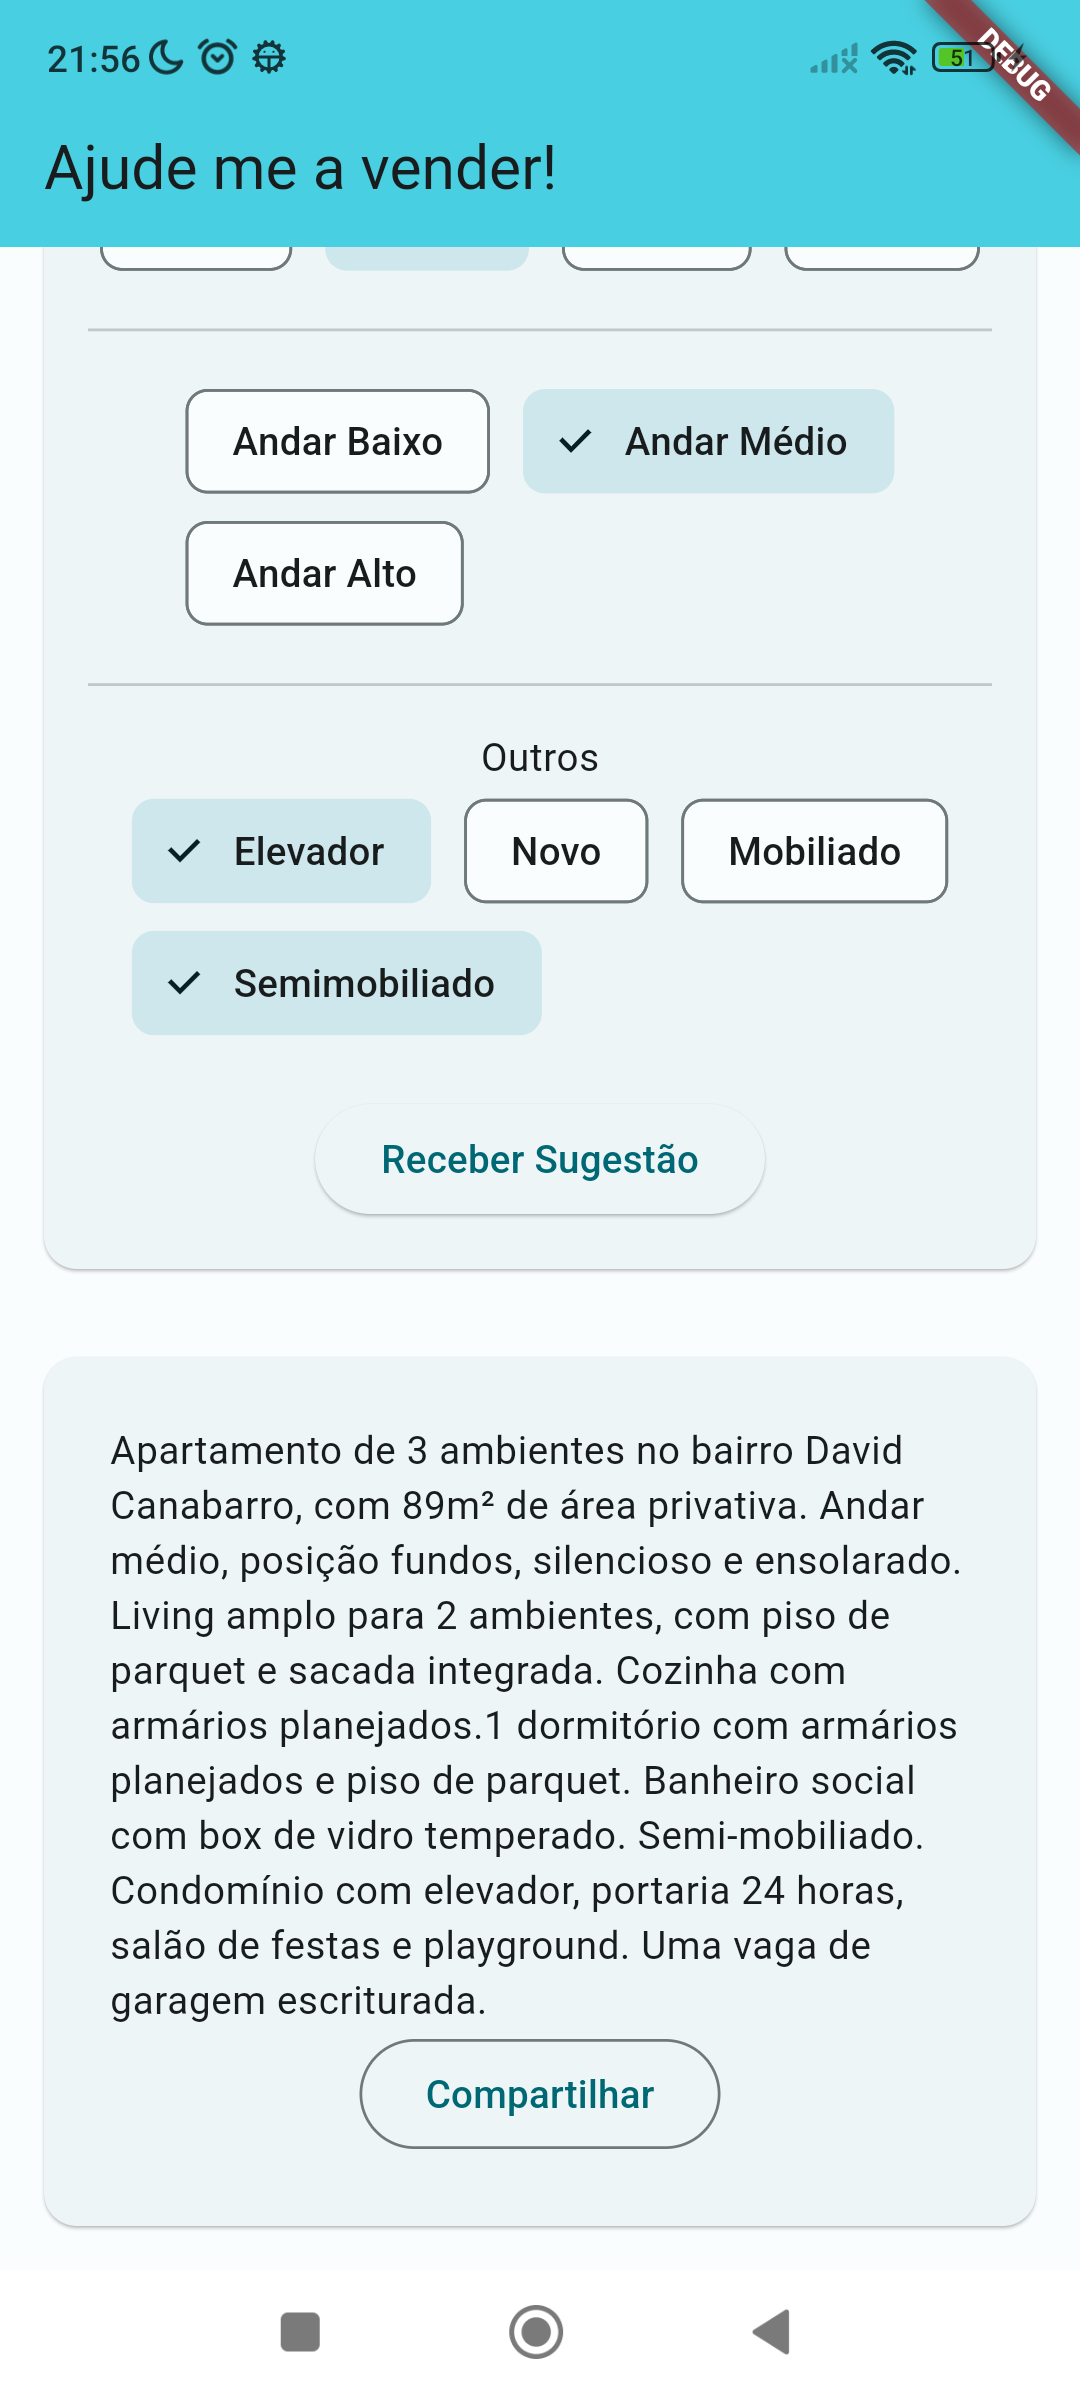 21:56
51
DEBUG
Ajude me a vender!
Andar Baixo
Andar Médio
Andar Alto
Outros
Elevador
Novo
Mobiliado
Semimobiliado
Receber Sugestão
Apartamento de 3 ambientes no bairro David
Canabarro, com 89m² de área privativa. Andar
médio, posição fundos, silencioso e ensolarado.
Living amplo para 2 ambientes, com piso de
parquet e sacada integrada. Cozinha com
armários planejados.1 dormitório com armários
planejados e piso de parquet. Banheiro social
com box de vidro temperado. Semi-mobiliado.
Condomínio com elevador, portaria 24 horas,
salão de festas e playground. Uma vaga de
garagem escriturada.
Compartilhar